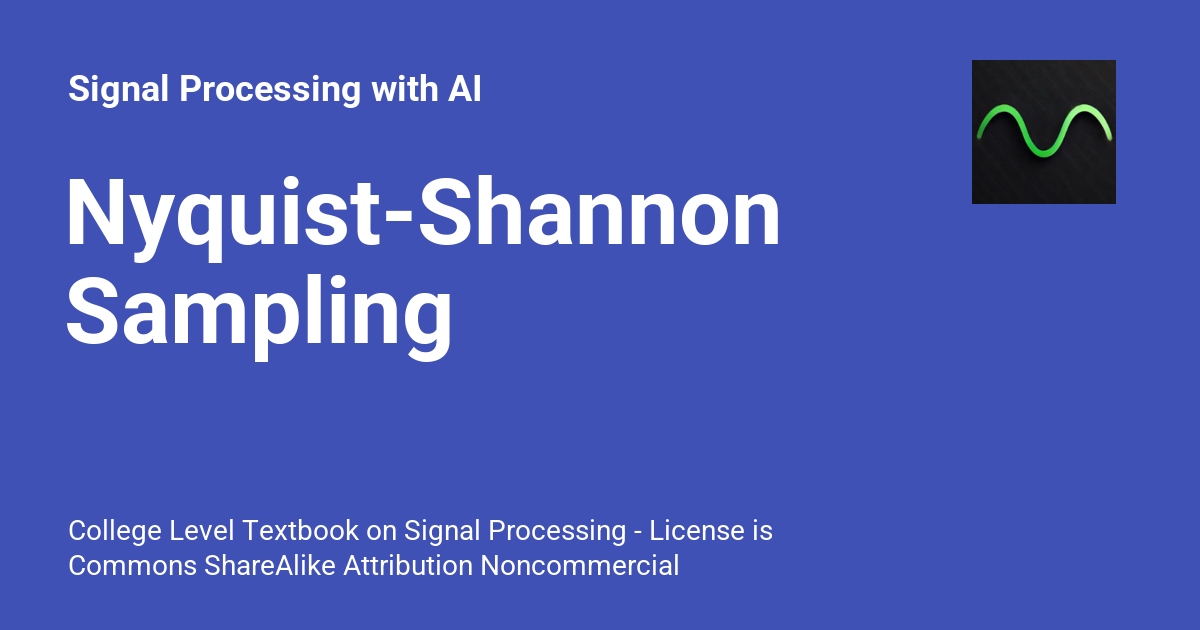 Signal Processing with AI
Nyquist-Shannon
Sampling
College Level Textbook on Signal Processing - License is
Commons ShareAlike Attribution Noncommercial